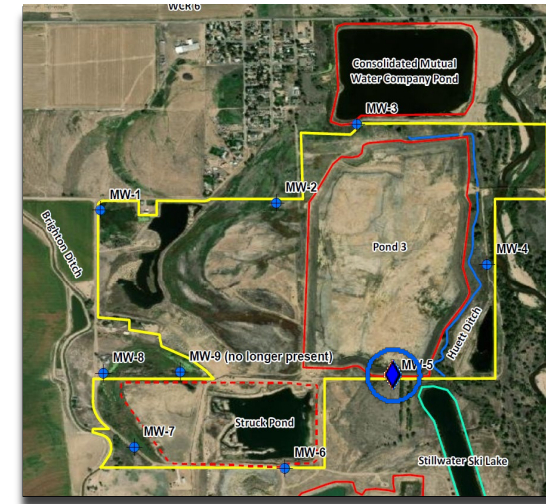 WCR 6
Consolidated Mutual
Water Company Pond
MW-3
MW-1
MW-2
Brighton Ditch
Pond 3
MW-4
Huett Ditch
MW-8
MW-9 (no longer present)
MW-5
Struck Pond
MW-7
MW-6
Stillwater Ski Lake